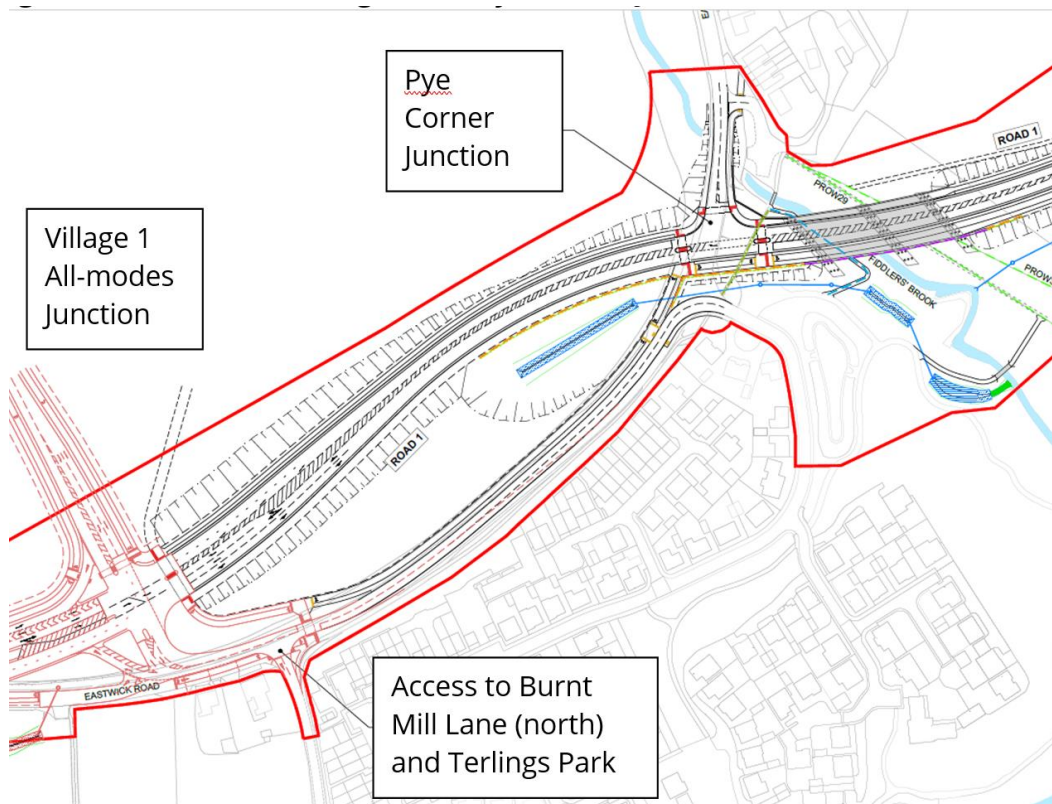 Pye
Corner
Junction
ROAD 1
PROW29
Village 1
All-modes
Junction
FIDDLERS' BROOK
PROW
ROAD 1
EASTWICK ROAD
Access to Burnt
Mill Lane (north)
and Terlings Park